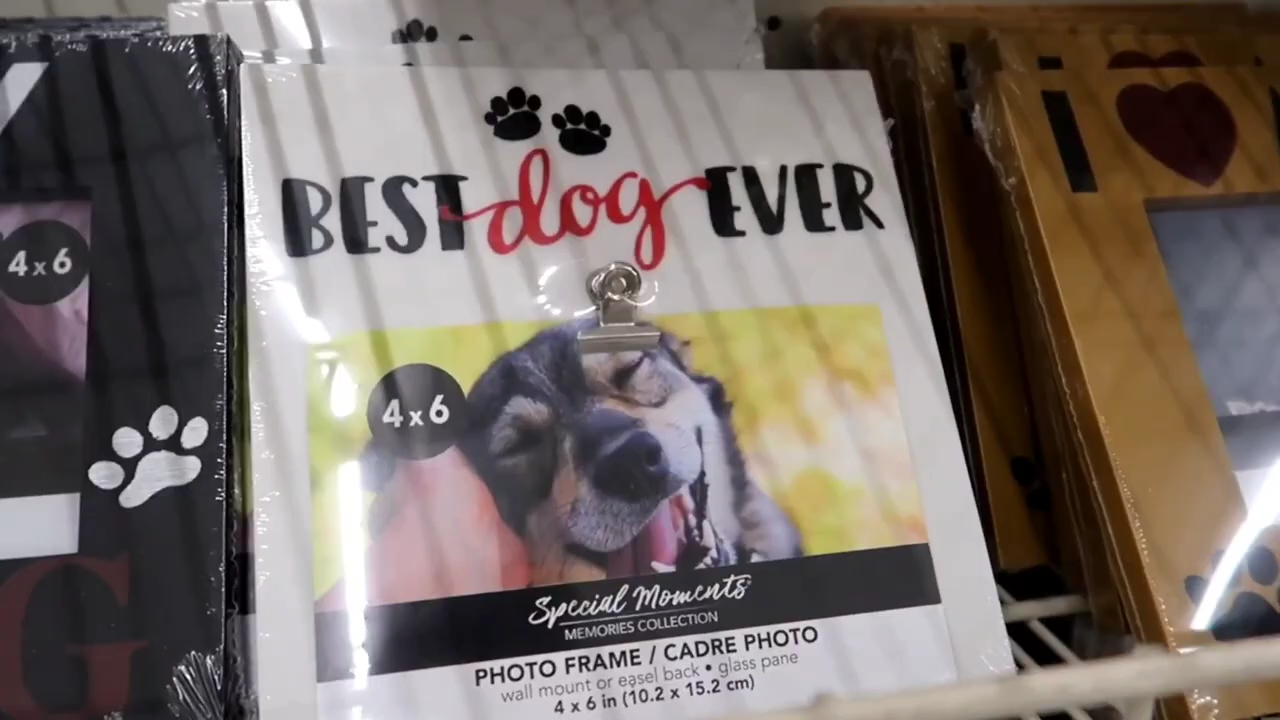 BEST dog EVER
4x6
4x6
Special Moments
MEMORIES COLLECTION
PHOTO FRAME / CADRE PHOTO
wall mount or easel back • glass pane
4 x 6 in (10.2 x 15.2 cm)
G
I